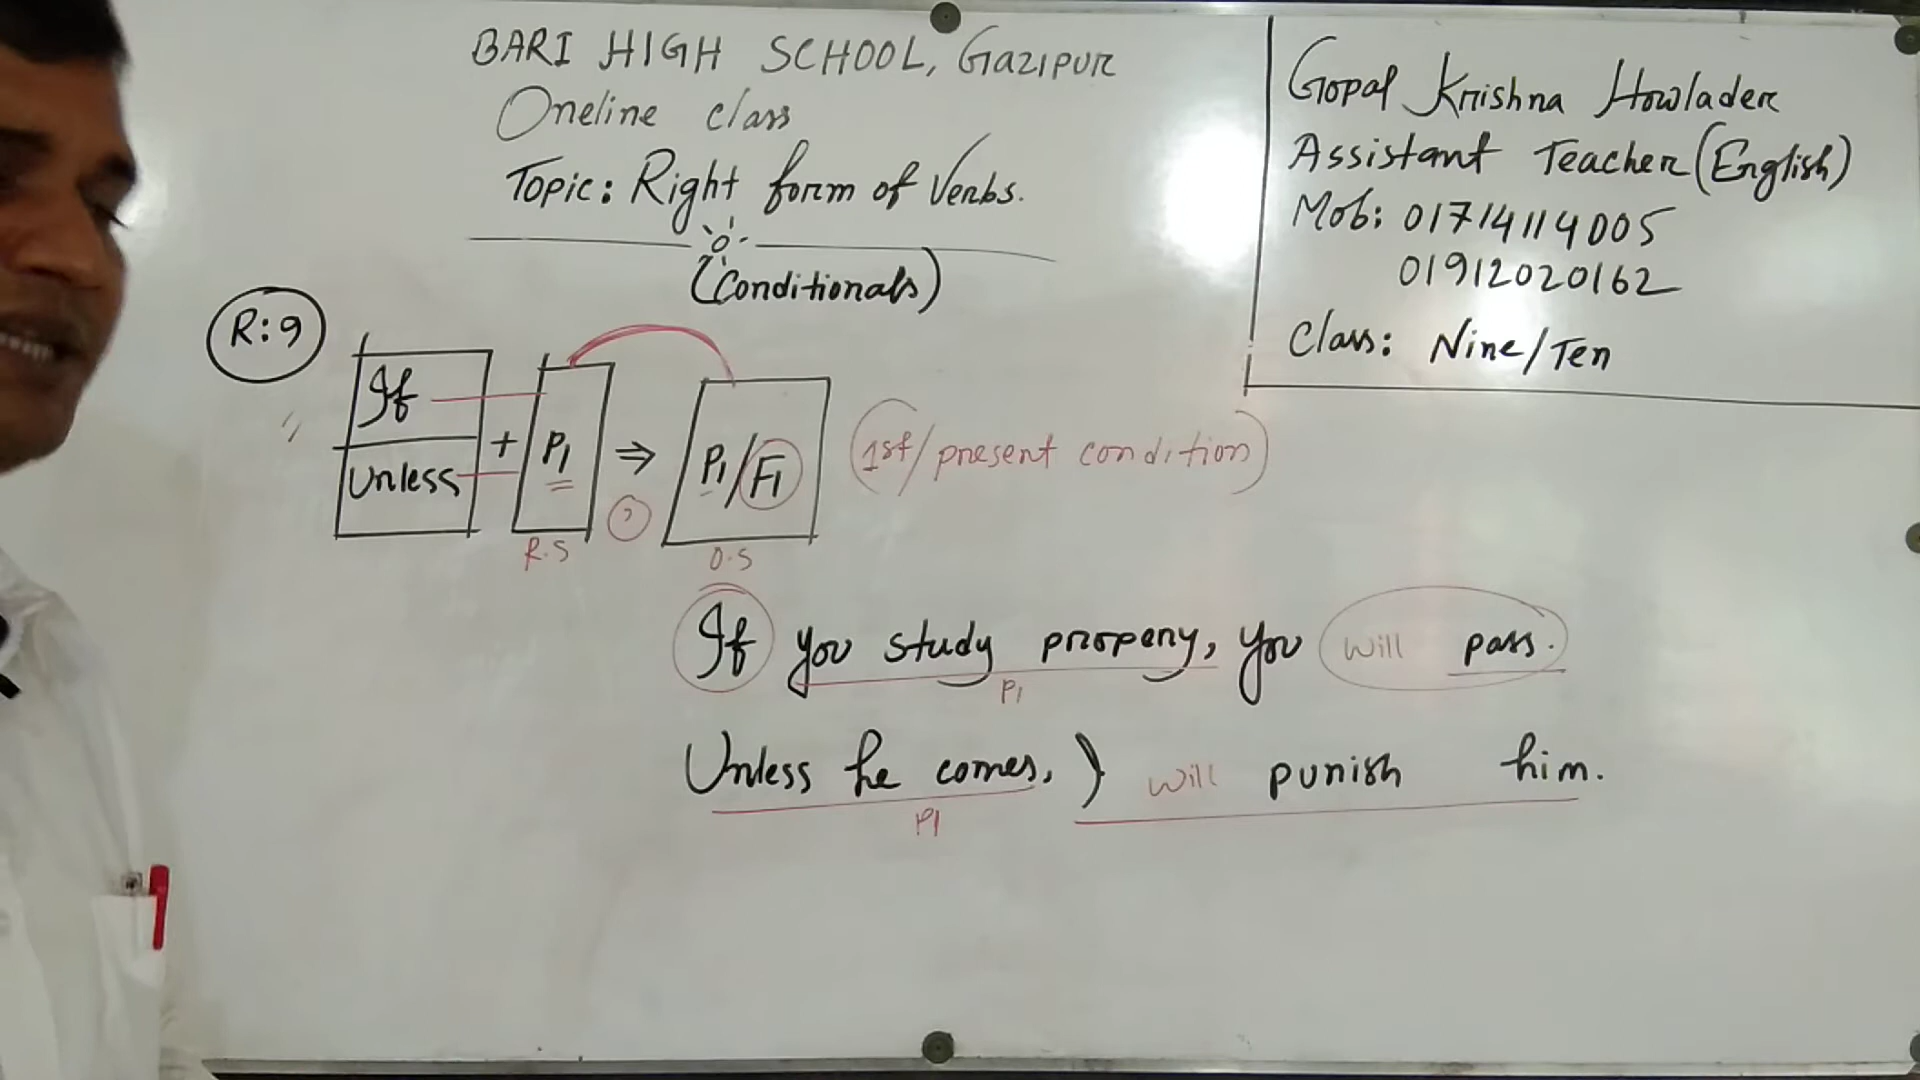 BARI HIGH SCHOOL, Gazipur
Oneline class
Topic: Right form of Verbs.
(Conditionals)
Gopal Krishna Howlader
Assistant Teacher (English)
Mob: 01714114005
01912020162
Class: Nine/Ten
R:9
If
Unless
+ P1 ⇒ P1/F1 (1st/present condition)
,
R.S O.S
If you study propeny, you will pass.
P1
Unless he comes, I will punish him.
P1